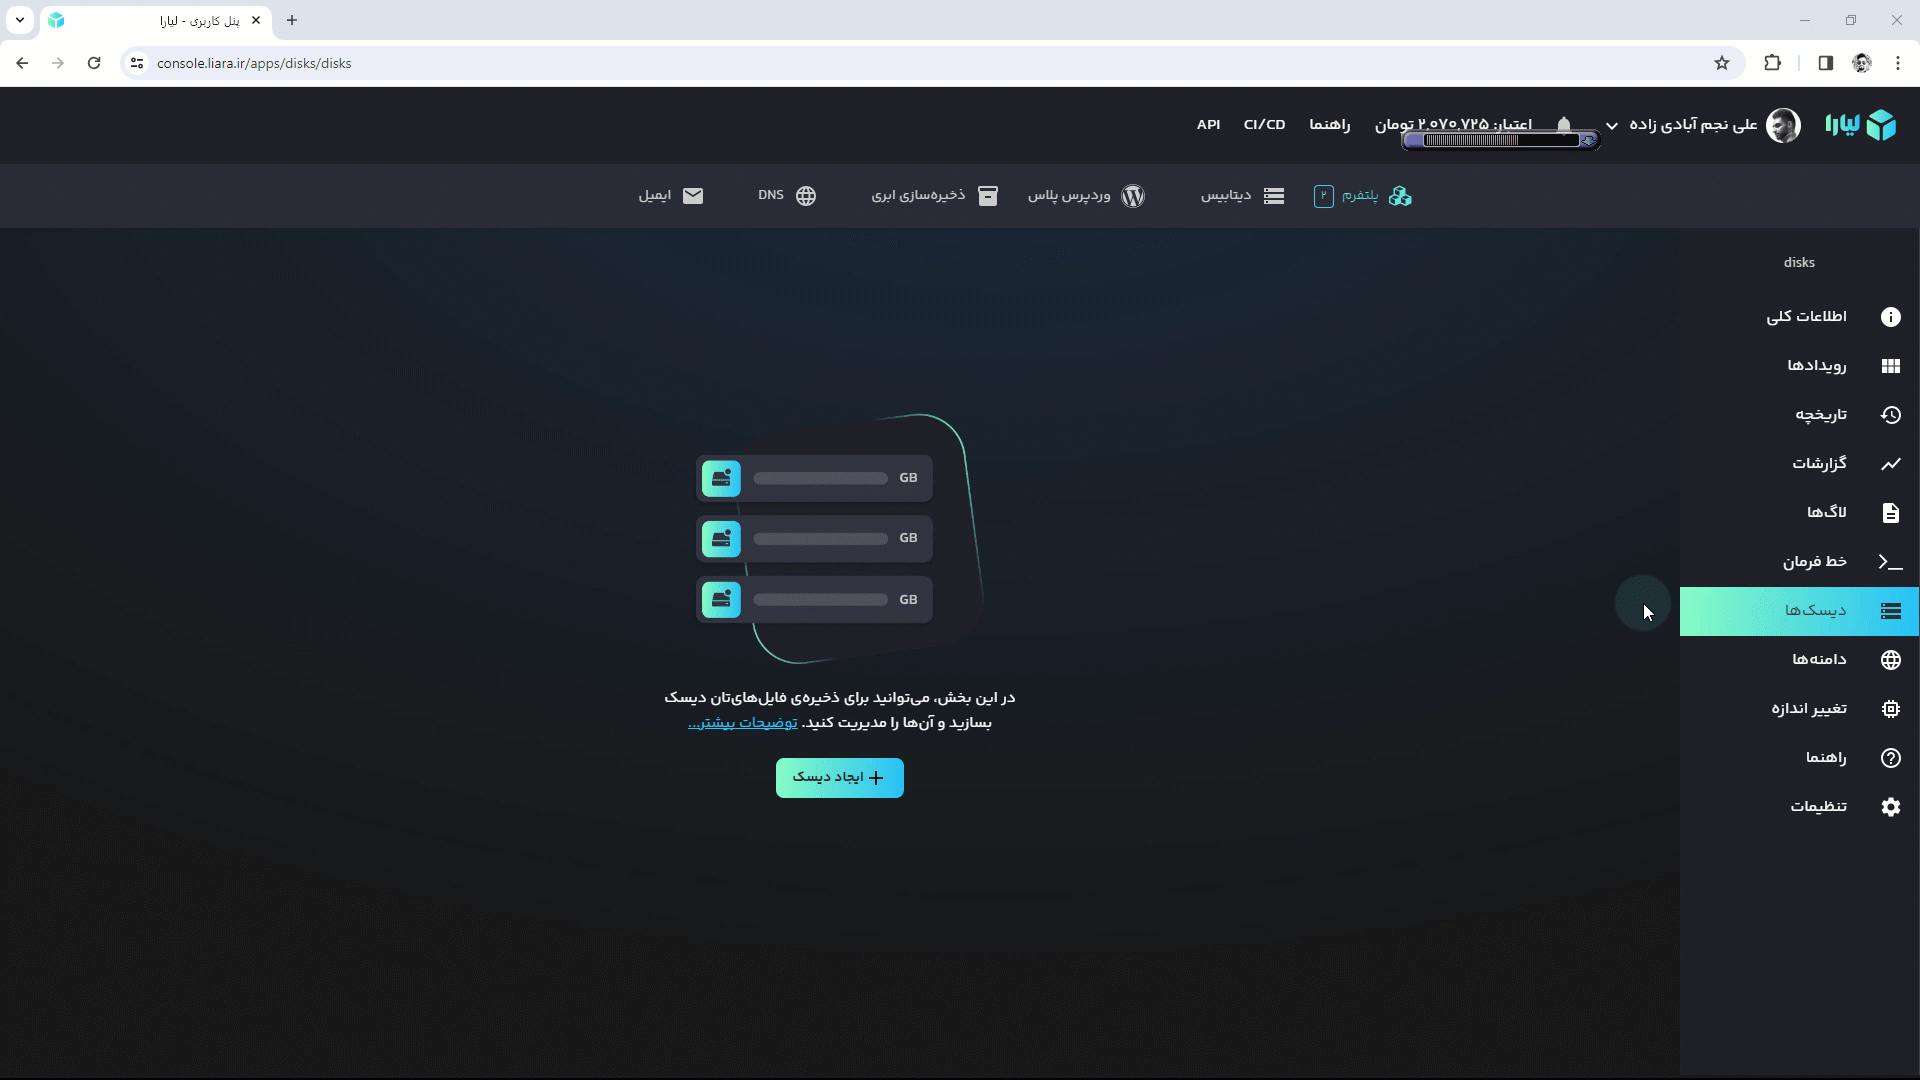 پنل کاربری - لیارا
console.liara.ir/apps/disks/disks
لیارا
علی نجم آبادی زاده
اعتبار: ۲,۰۷۰,۷۲۵ تومان
راهنما
CI/CD
API
پلتفرم ۲
دیتابیس
وردپرس پلاس
ذخیره‌سازی ابری
DNS
ایمیل
disks
اطلاعات کلی
رویدادها
تاریخچه
گزارشات
لاگ‌ها
خط فرمان
دیسک‌ها
دامنه‌ها
تغییر اندازه
راهنما
تنظیمات
GB
GB
GB
در این بخش، می‌توانید برای ذخیره‌ی فایل‌های‌تان دیسک
بسازید و آن‌ها را مدیریت کنید. توضیحات بیشتر...
ایجاد دیسک